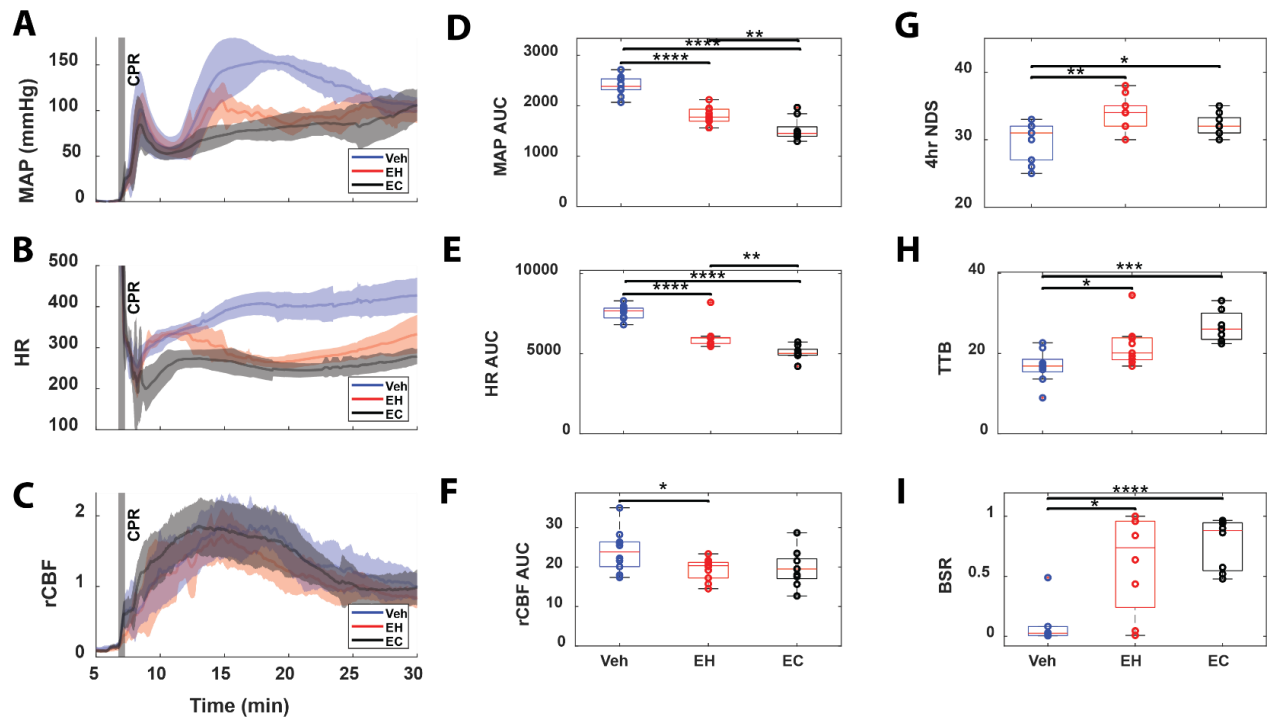 A
MAP (mmHg)
180
150
100
50
0
CPR
Veh
EH
EC
B
HR
500
400
300
200
100
CPR
Veh
EH
EC
C
rCBF
2
1
0
CPR
Veh
EH
EC
5 10 15 20 25 30
Time (min)
D
MAP AUC
3000
2000
1000
0
**
****
****
E
HR AUC
10000
5000
0
**
****
****
F
rCBF AUC
30
20
10
0
*
Veh EH EC
G
4hr NDS
40
30
20
*
**
H
TTB
40
20
0
***
*
I
BSR
1
0.5
0
****
*
Veh EH EC